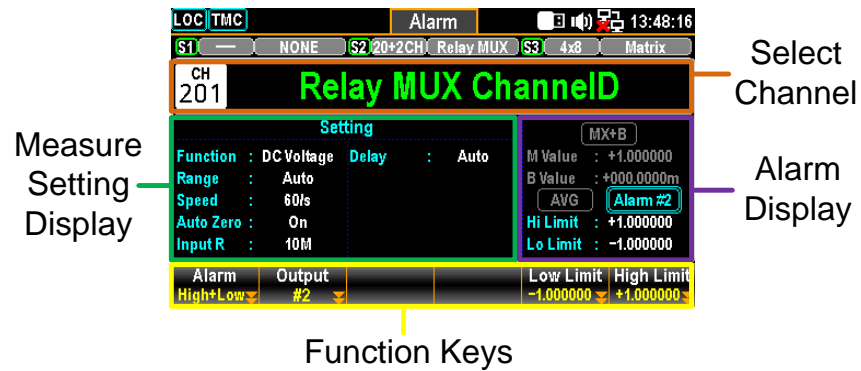 LOC TMC Alarm 13:48:16
S1 — NONE S2 20+2CH Relay MUX S3 4x8 Matrix
CH
201 Relay MUX ChannelD
Select
Channel
Setting
Function : DC Voltage Delay : Auto
Range : Auto
Speed : 60/s
Auto Zero : On
Input R : 10M
Measure
Setting
Display
MX+B
M Value : +1.000000
B Value : +000.0000m
AVG Alarm #2
Hi Limit : +1.000000
Lo Limit : −1.000000
Alarm
Display
Alarm Output Low Limit High Limit
High+Low #2 −1.000000 +1.000000
Function Keys